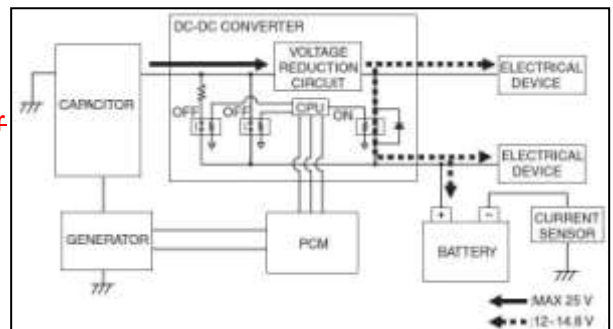 DC-DC CONVERTER
VOLTAGE
REDUCTION
CIRCUIT
ELECTRICAL
DEVICE
CAPACITOR
OFF
OFF
CPU
ON
ELECTRICAL
DEVICE
GENERATOR
PCM
+
−
BATTERY
CURRENT
SENSOR
:MAX 25 V
:12-14.8 V